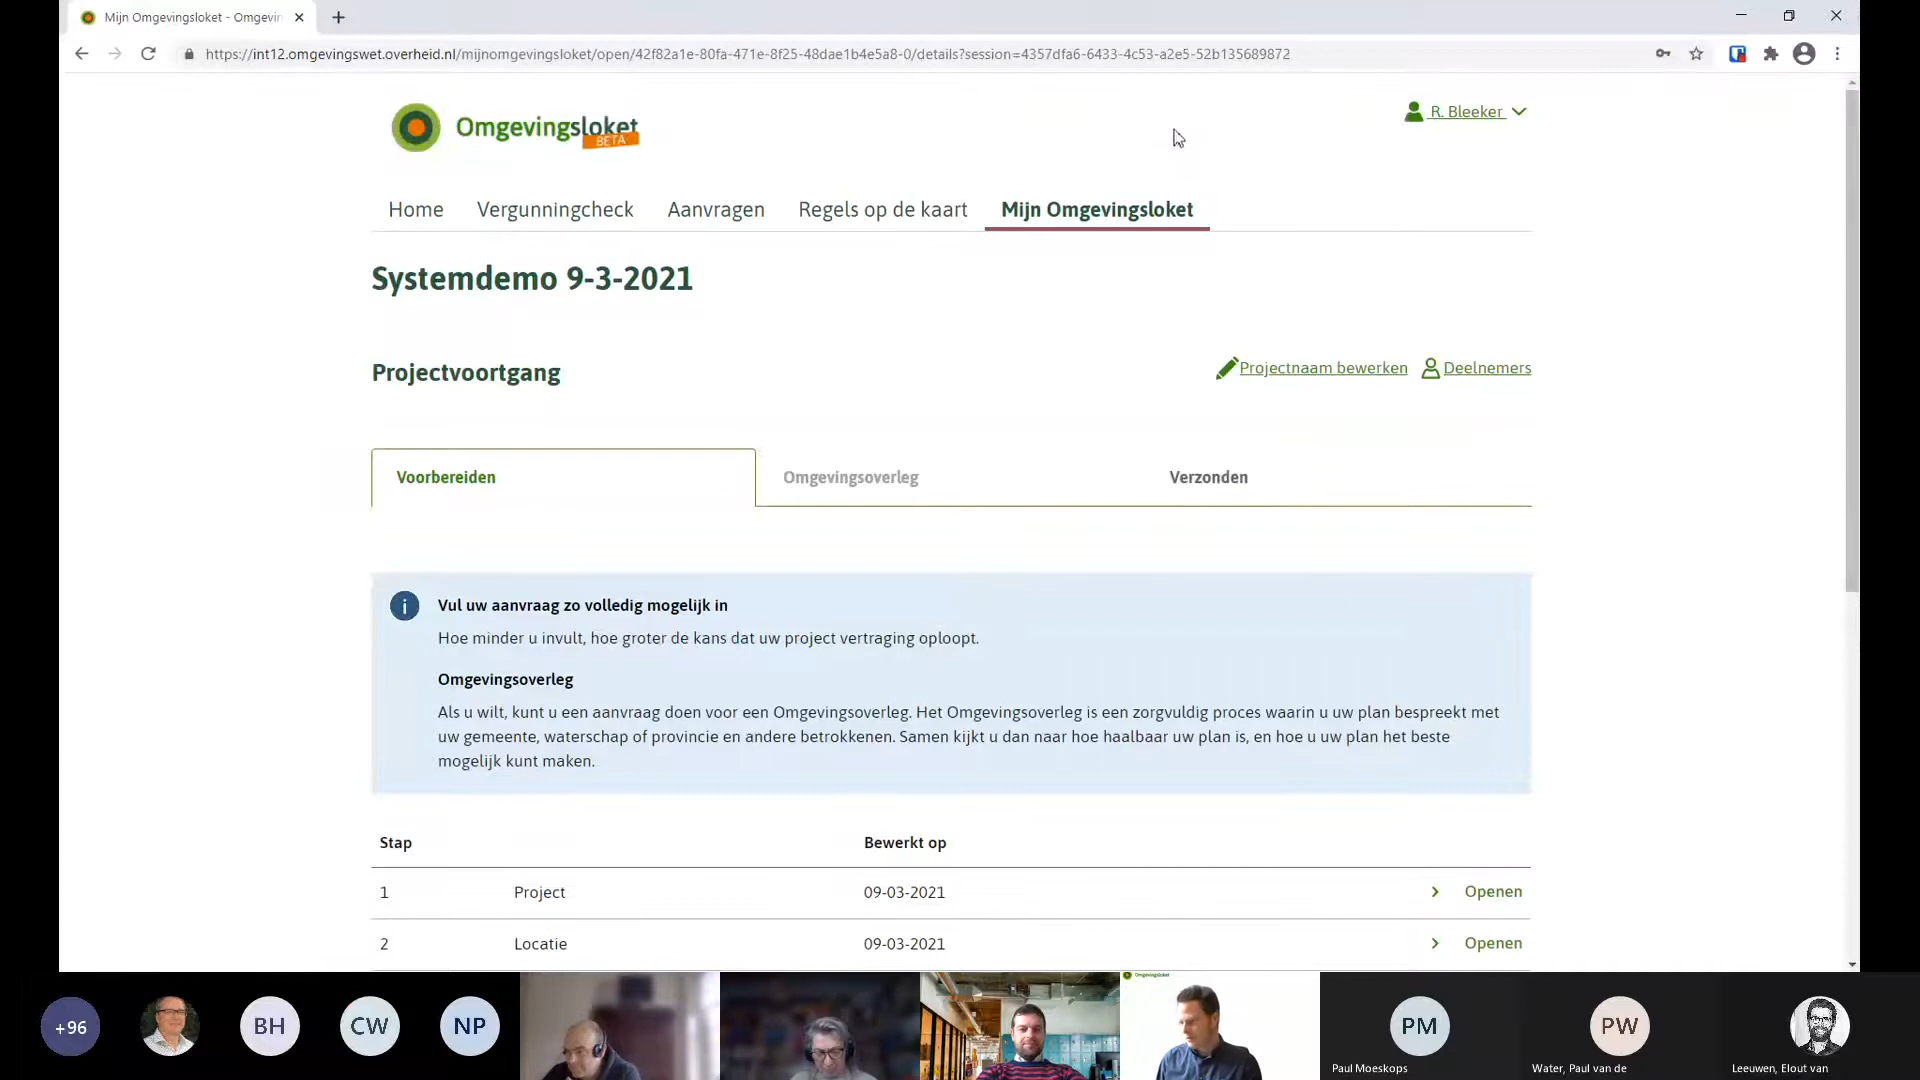 Mijn Omgevingsloket - Omgevin
https://int12.omgevingswet.overheid.nl/mijnomgevingsloket/open/42f82a1e-80fa-471e-8f25-48dae1b4e5a8-0/details?session=4357dfa6-6433-4c53-a2e5-52b135689872
Omgevingsloket
BETA
R. Bleeker
Home Vergunningcheck Aanvragen Regels op de kaart Mijn Omgevingsloket
Systemdemo 9-3-2021
Projectvoortgang
Projectnaam bewerken Deelnemers
Voorbereiden Omgevingsoverleg Verzonden
Vul uw aanvraag zo volledig mogelijk in
Hoe minder u invult, hoe groter de kans dat uw project vertraging oploopt.
Omgevingsoverleg
Als u wilt, kunt u een aanvraag doen voor een Omgevingsoverleg. Het Omgevingsoverleg is een zorgvuldig proces waarin u uw plan bespreekt met
uw gemeente, waterschap of provincie en andere betrokkenen. Samen kijkt u dan naar hoe haalbaar uw plan is, en hoe u uw plan het beste
mogelijk kunt maken.
Stap Bewerkt op
1 Project 09-03-2021 Openen
2 Locatie 09-03-2021 Openen
+96 BH CW NP
Omgevingsloket
PM PW
Paul Moeskops Water, Paul van de Leeuwen, Elout van